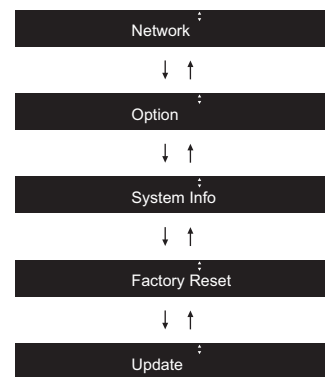 Network
Option
System Info
Factory Reset
Update